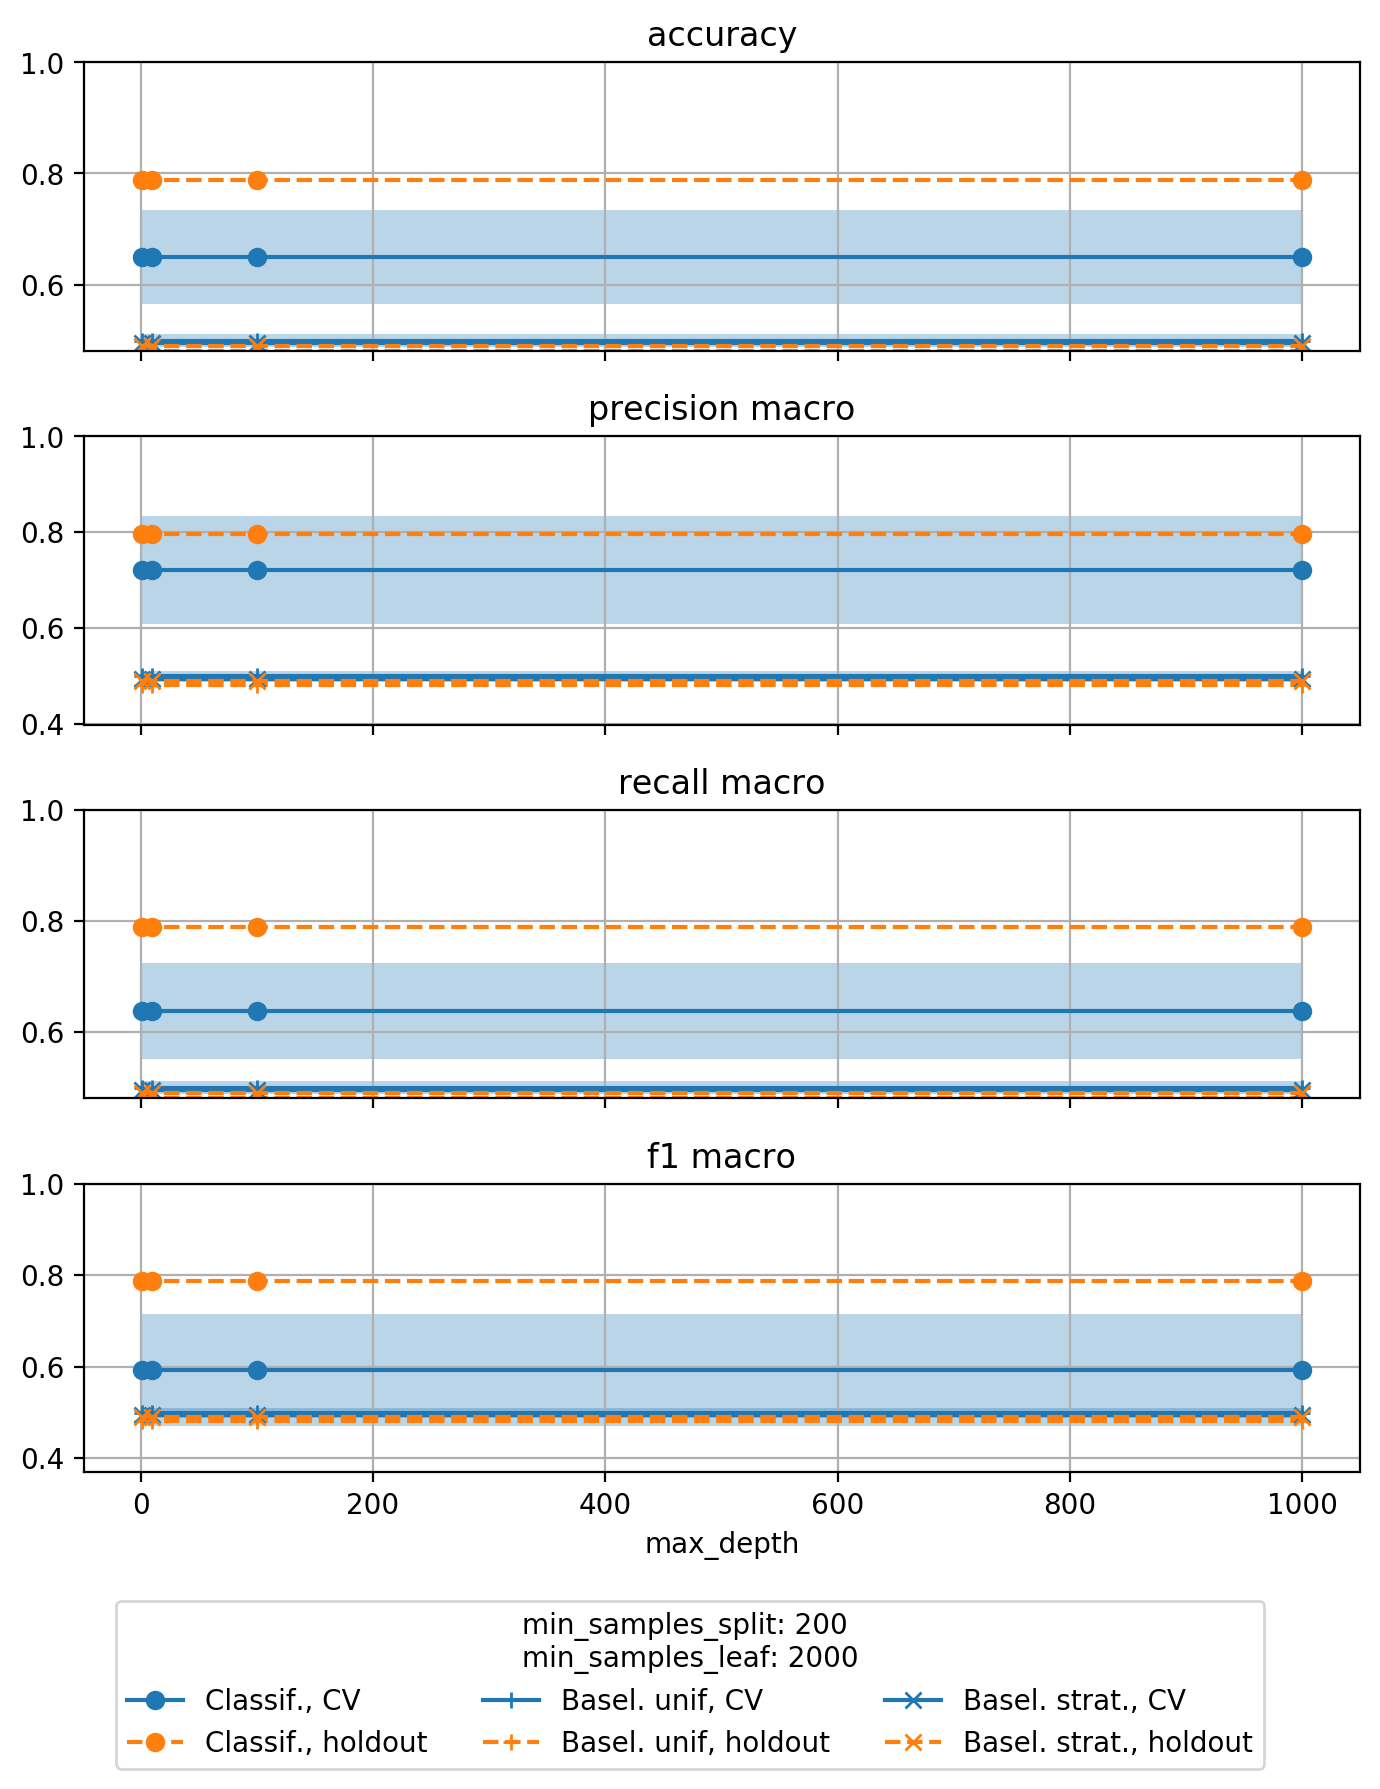 accuracy
1.0
0.8
0.6
precision macro
1.0
0.8
0.6
0.4
recall macro
1.0
0.8
0.6
f1 macro
1.0
0.8
0.6
0.4
0 200 400 600 800 1000
max_depth
min_samples_split: 200
min_samples_leaf: 2000
Classif., CV Basel. unif, CV Basel. strat., CV
Classif., holdout Basel. unif, holdout Basel. strat., holdout